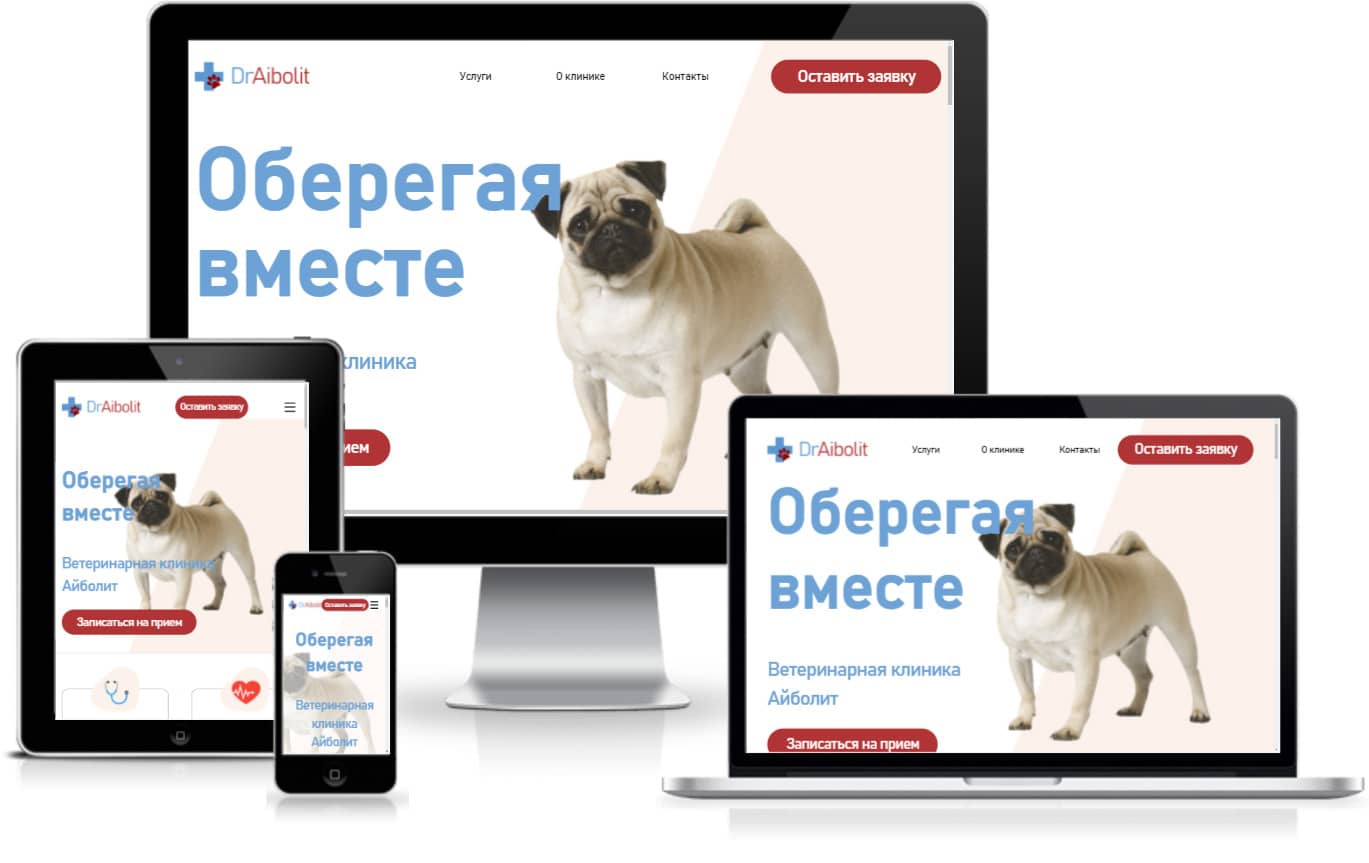 DrAibolit
Услуги
О клинике
Контакты
Оставить заявку
Оберегая
вместе
клиника
ием
DrAibolit
Оставить заявку
Оберегая
вместе
Ветеринарная клиника
Айболит
Записаться на прием
DrAibolit
Оставить заявку
Оберегая
вместе
Ветеринарная
клиника
Айболит
DrAibolit
Услуги
О клинике
Контакты
Оставить заявку
Оберегая
вместе
Ветеринарная клиника
Айболит
Записаться на прием